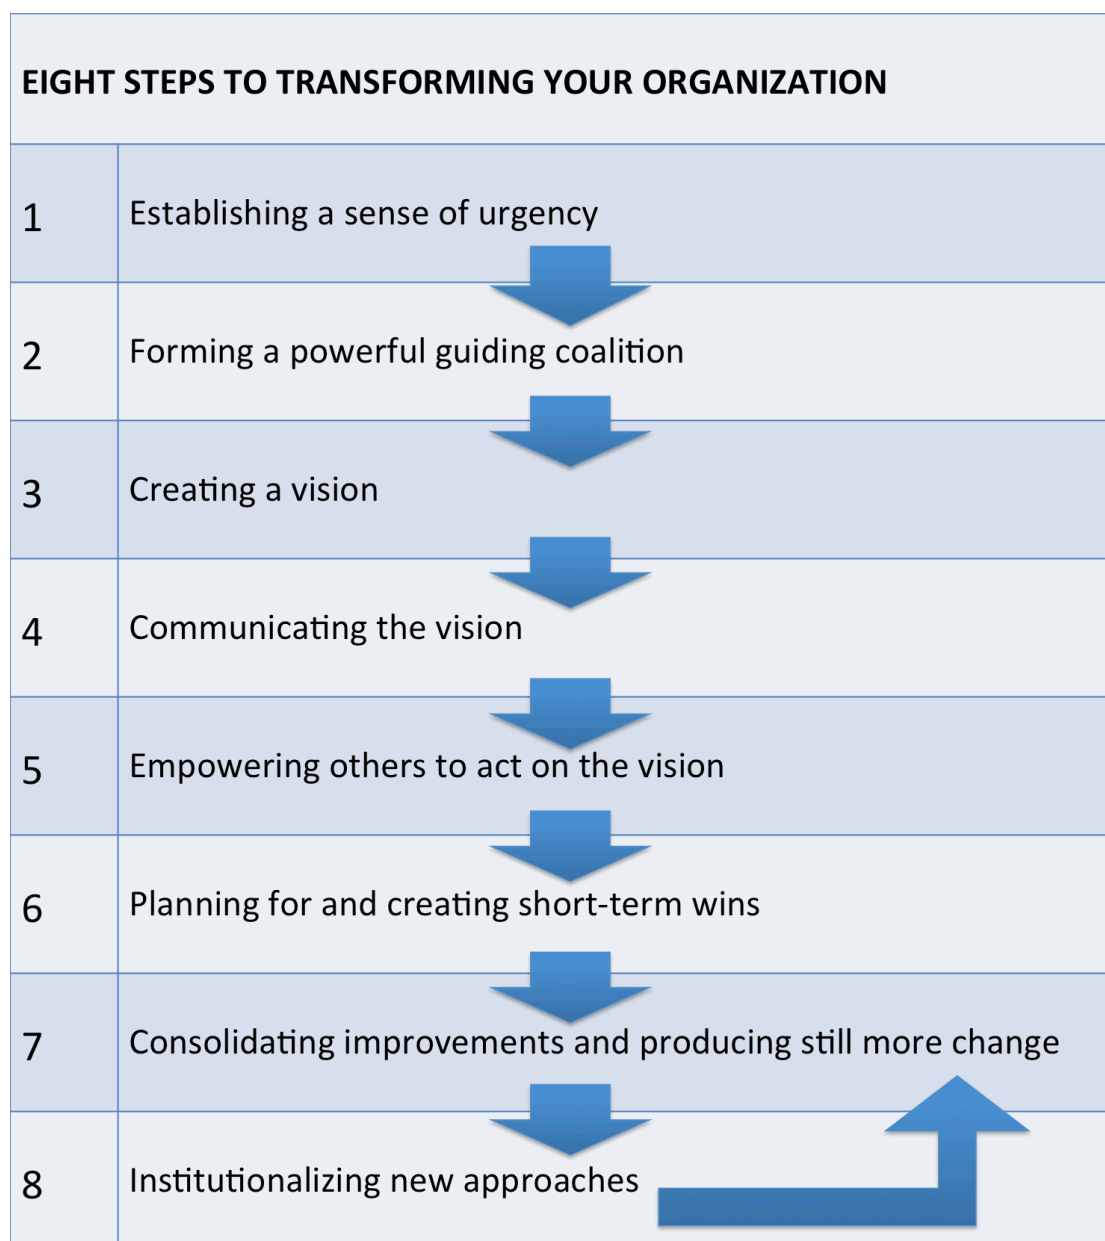 EIGHT STEPS TO TRANSFORMING YOUR ORGANIZATION
1 Establishing a sense of urgency
2 Forming a powerful guiding coalition
3 Creating a vision
4 Communicating the vision
5 Empowering others to act on the vision
6 Planning for and creating short-term wins
7 Consolidating improvements and producing still more change
8 Institutionalizing new approaches